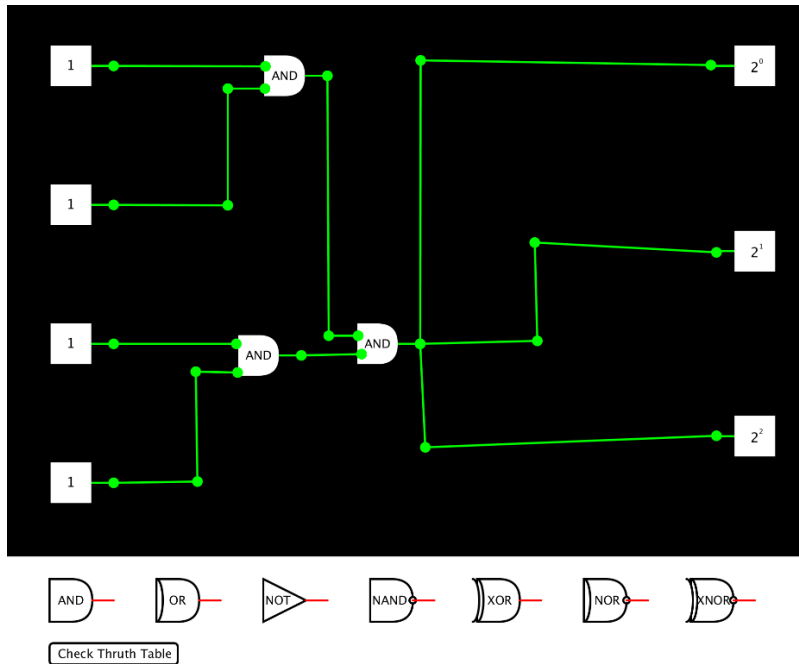 1
AND
2⁰
1
2¹
1
AND
AND
2²
1
AND
OR
NOT
NAND
XOR
NOR
XNOR
Check Thruth Table